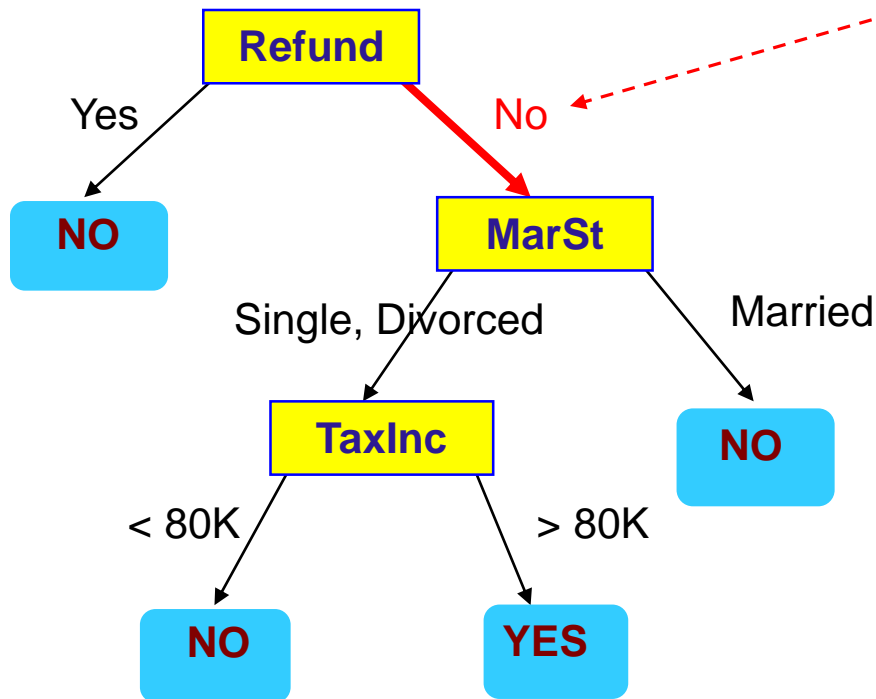 Refund
Yes
No
NO
MarSt
Single, Divorced
Married
TaxInc
NO
< 80K
> 80K
NO
YES